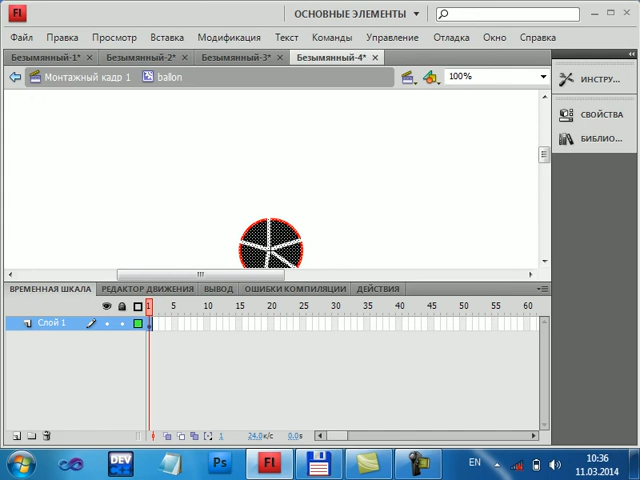 Fl
ОСНОВНЫЕ ЭЛЕМЕНТЫ
Файл Правка Просмотр Вставка Модификация Текст Команды Управление Отладка Окно Справка
Безымянный-1* Безымянный-2* Безымянный-3* Безымянный-4*
Монтажный кадр 1 ballon 100%
ИНСТРУ...
СВОЙСТВА
БИБЛИО...
ВРЕМЕННАЯ ШКАЛА РЕДАКТОР ДВИЖЕНИЯ ВЫВОД ОШИБКИ КОМПИЛЯЦИИ ДЕЙСТВИЯ
1 5 10 15 20 25 30 35 40 45 50 55 60
Слой 1
1 24.0к/с 0.0s
DEV Ps Fl EN 10:36
11.03.2014